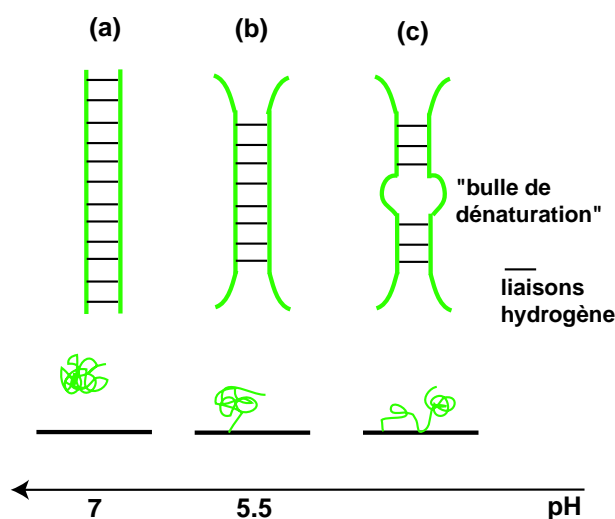 (a)
(b)
(c)
"bulle de
dénaturation"
liaisons
hydrogène
7
5.5
pH